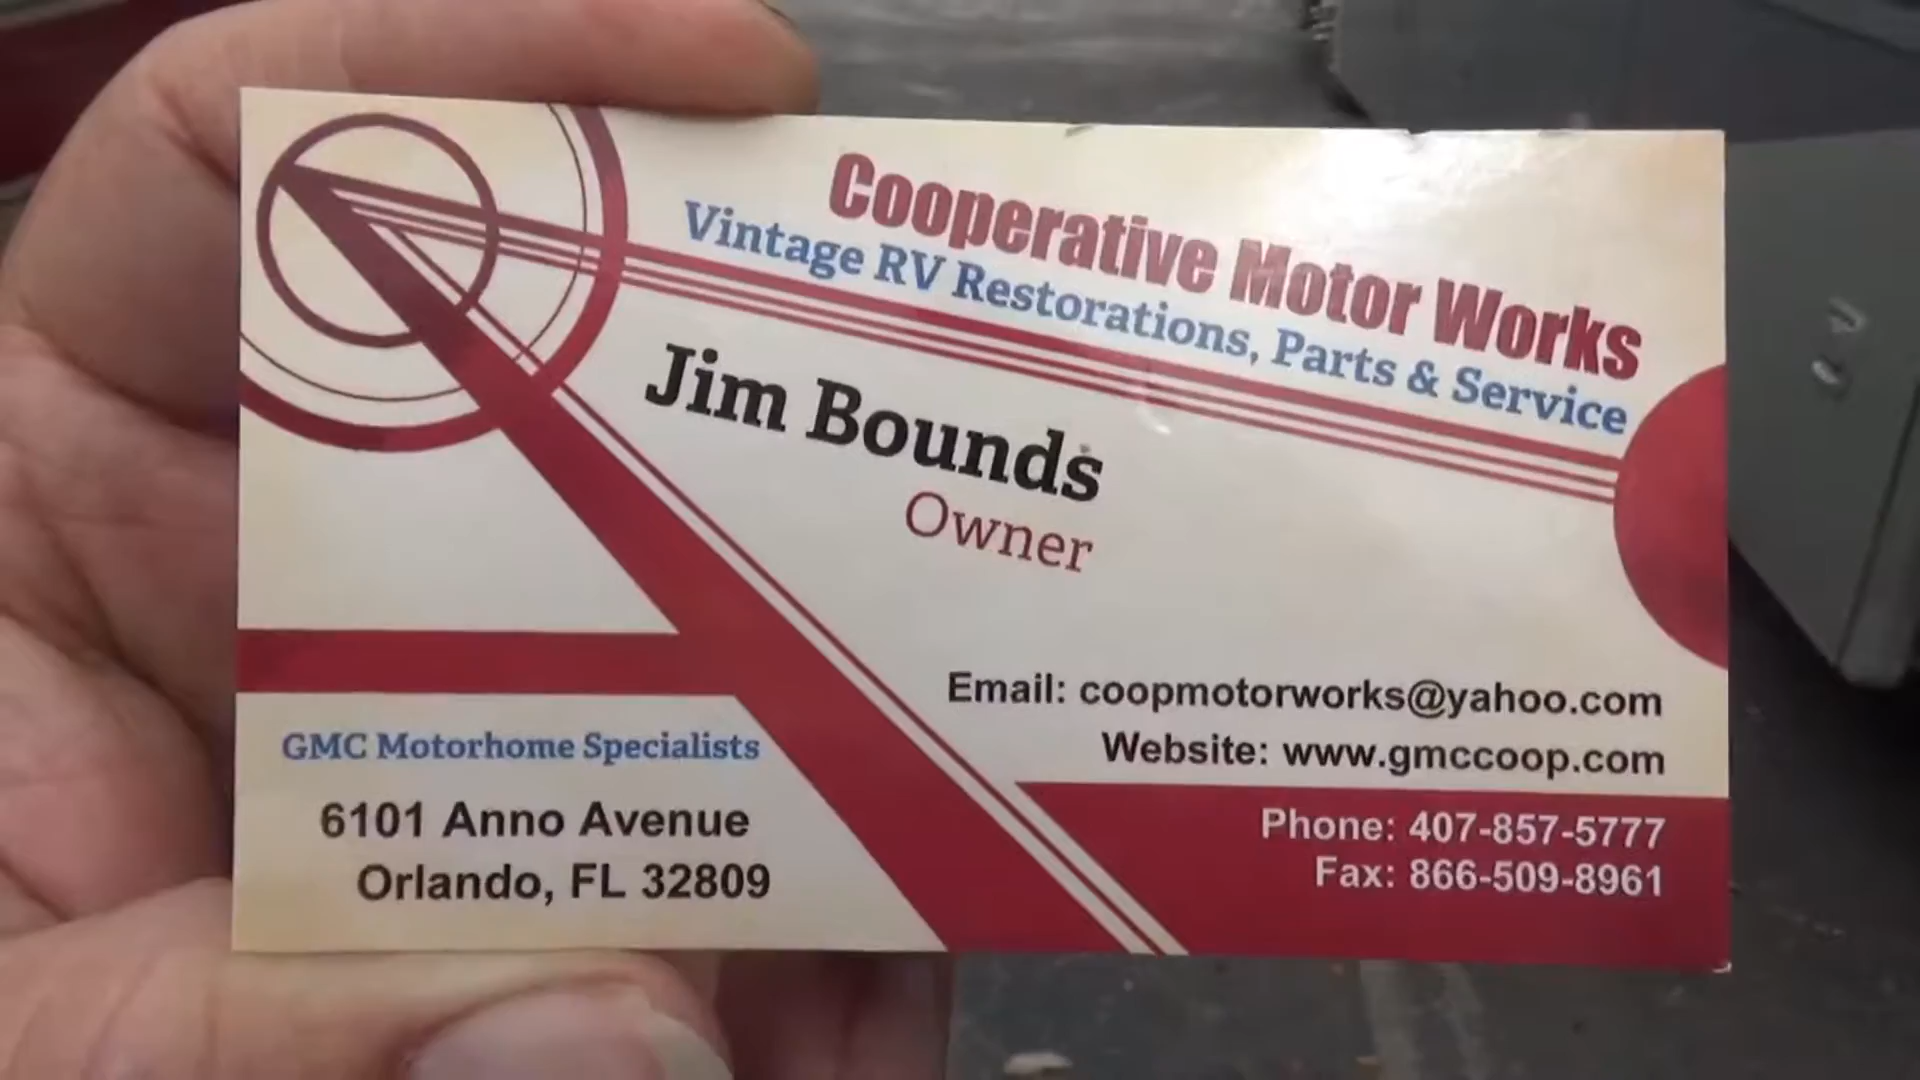 Cooperative Motor Works
Vintage RV Restorations, Parts & Service
Jim Bounds
Owner
Email: coopmotorworks@yahoo.com
Website: www.gmccoop.com
Phone: 407-857-5777
Fax: 866-509-8961
GMC Motorhome Specialists
6101 Anno Avenue
Orlando, FL 32809